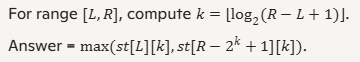 For range [L, R], compute k = ⌊log₂(R − L + 1)⌋.
Answer = max(st[L][k], st[R − 2ᵏ + 1][k]).